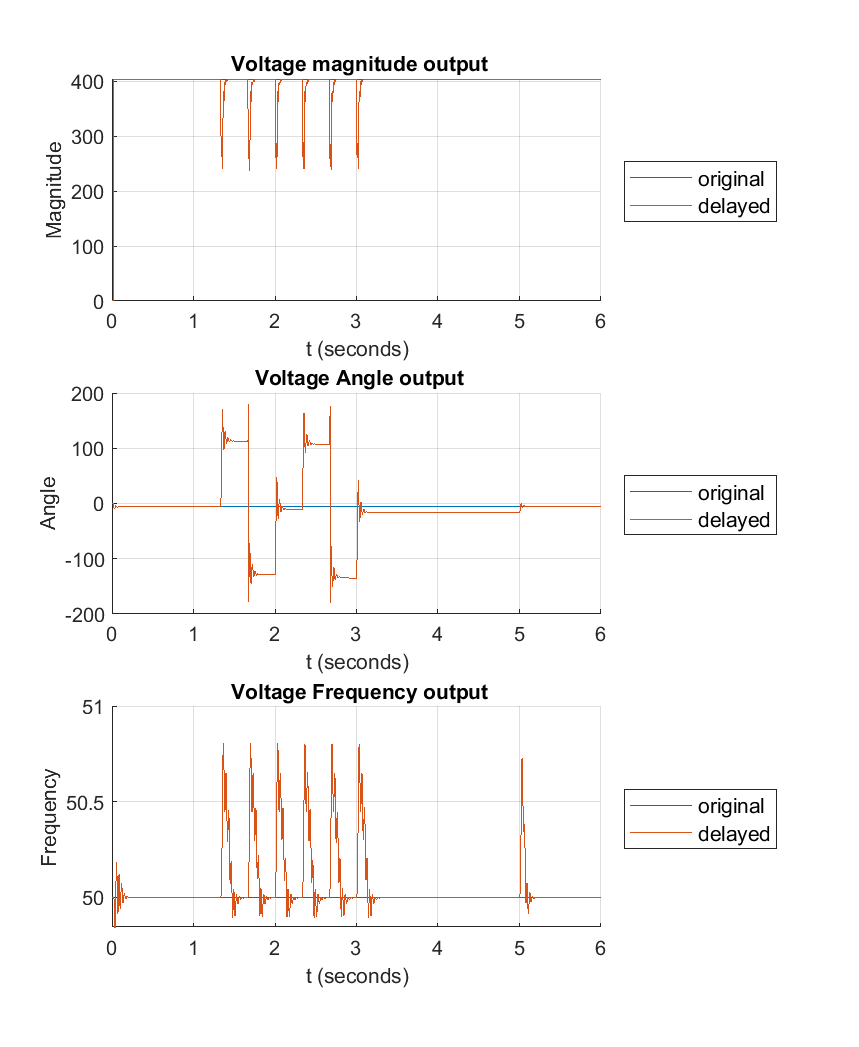 Voltage magnitude output
400
300
200
100
0
Magnitude
0 1 2 3 4 5 6
t (seconds)
original
delayed
Voltage Angle output
200
100
0
-100
-200
Angle
0 1 2 3 4 5 6
t (seconds)
original
delayed
Voltage Frequency output
51
50.5
50
Frequency
0 1 2 3 4 5 6
t (seconds)
original
delayed